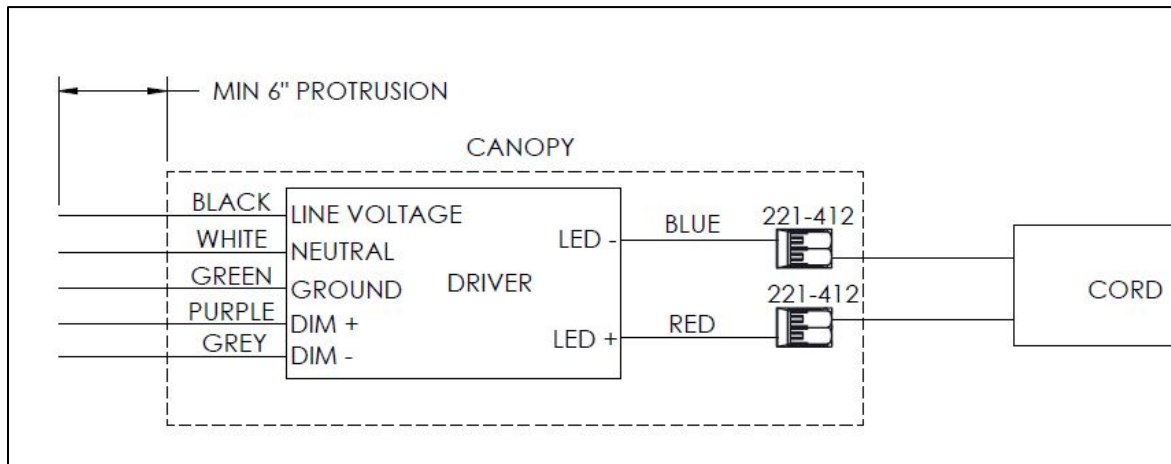 MIN 6" PROTRUSION
CANOPY
BLACK
LINE VOLTAGE
WHITE
NEUTRAL
GREEN
GROUND
PURPLE
DIM +
GREY
DIM -
DRIVER
LED -
BLUE
221-412
LED +
RED
221-412
CORD